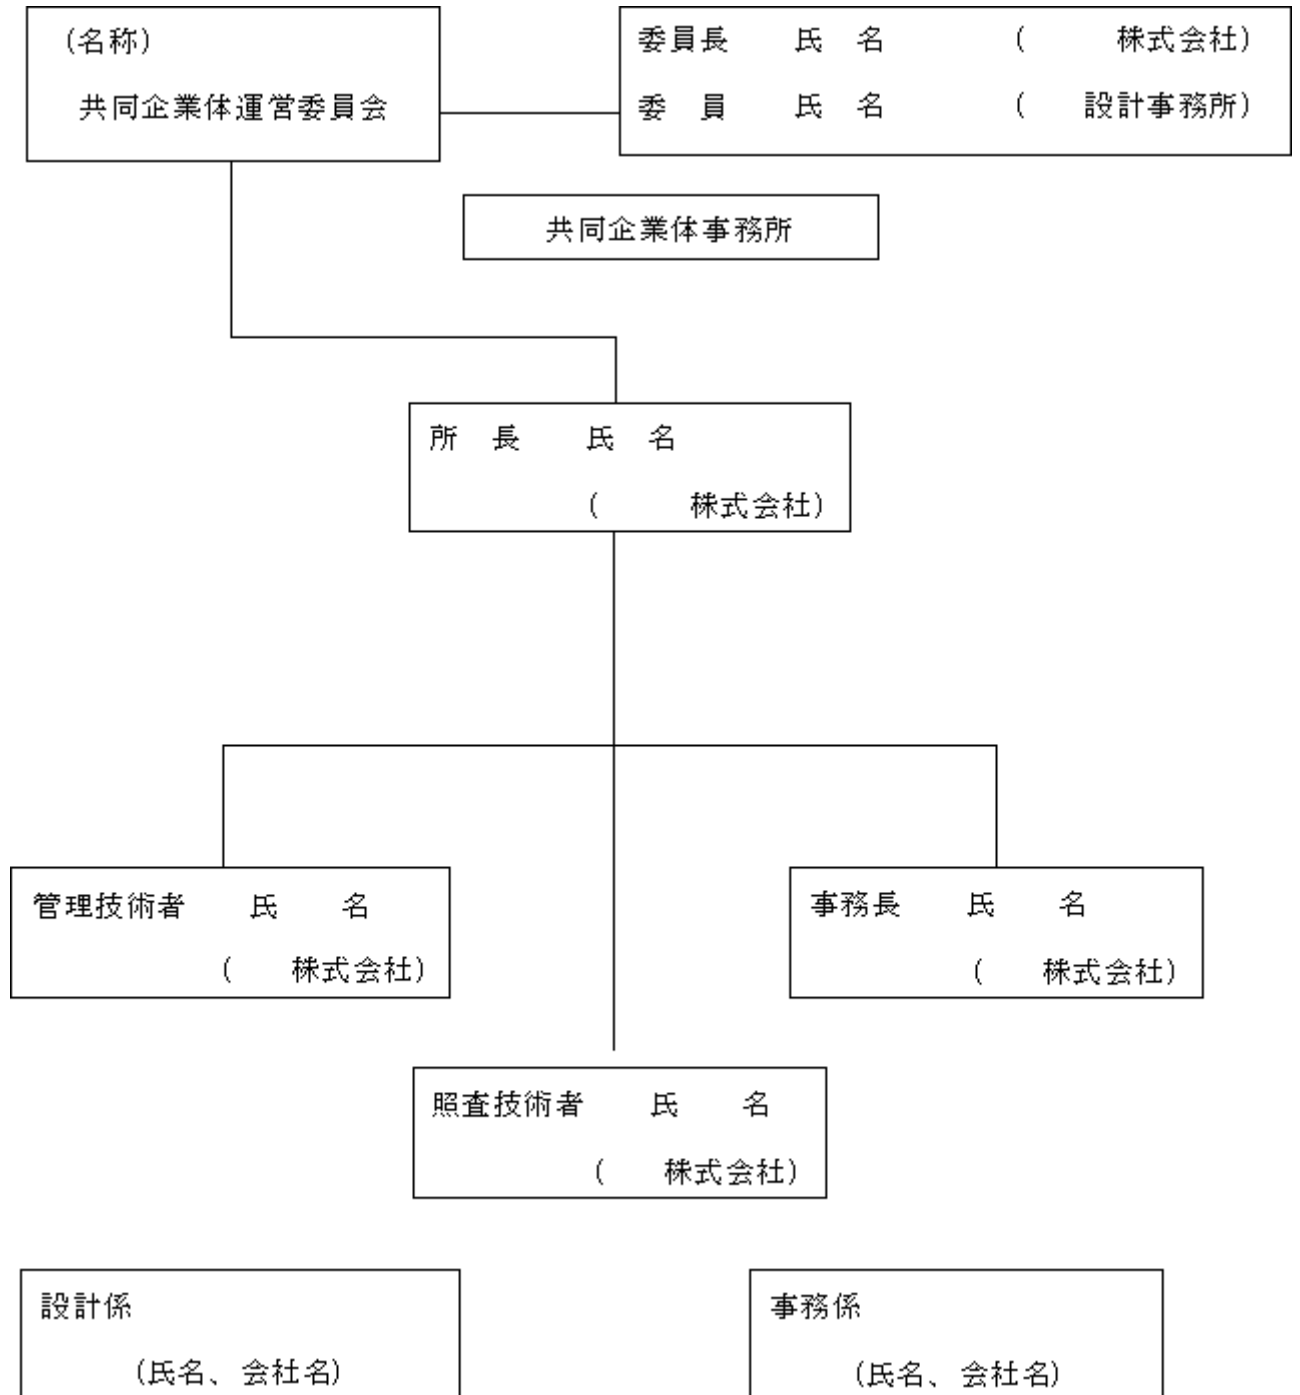 (名称)
共同企業体運営委員会
委員長　　氏　名　　　　(　　　株式会社)
委　員　　氏　名　　　　(　　設計事務所)
共同企業体事務所
所　長　　氏　名
(　　　株式会社)
管理技術者　　氏　　名
(　　株式会社)
事務長　　氏　　名
(　　株式会社)
照査技術者　　氏　　名
(　　株式会社)
設計係
(氏名、会社名)
事務係
(氏名、会社名)